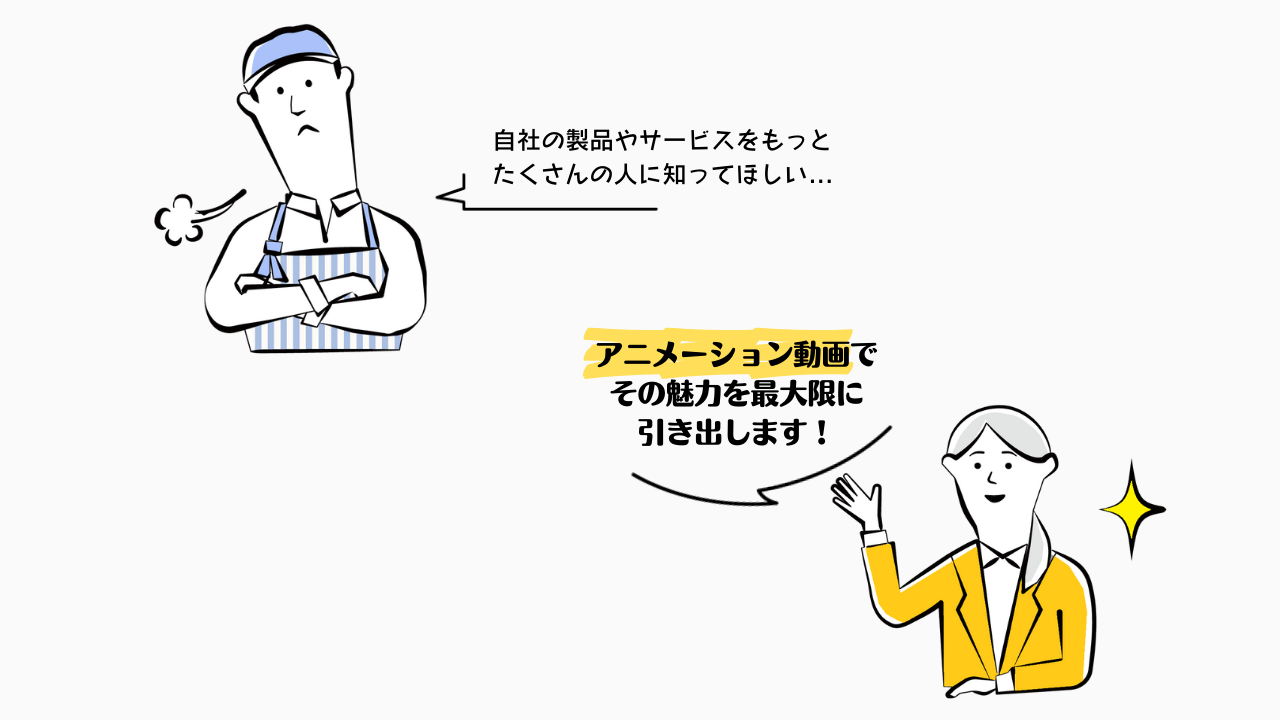 自社の製品やサービスをもっと
たくさんの人に知ってほしい…
アニメーション動画で
その魅力を最大限に
引き出します！